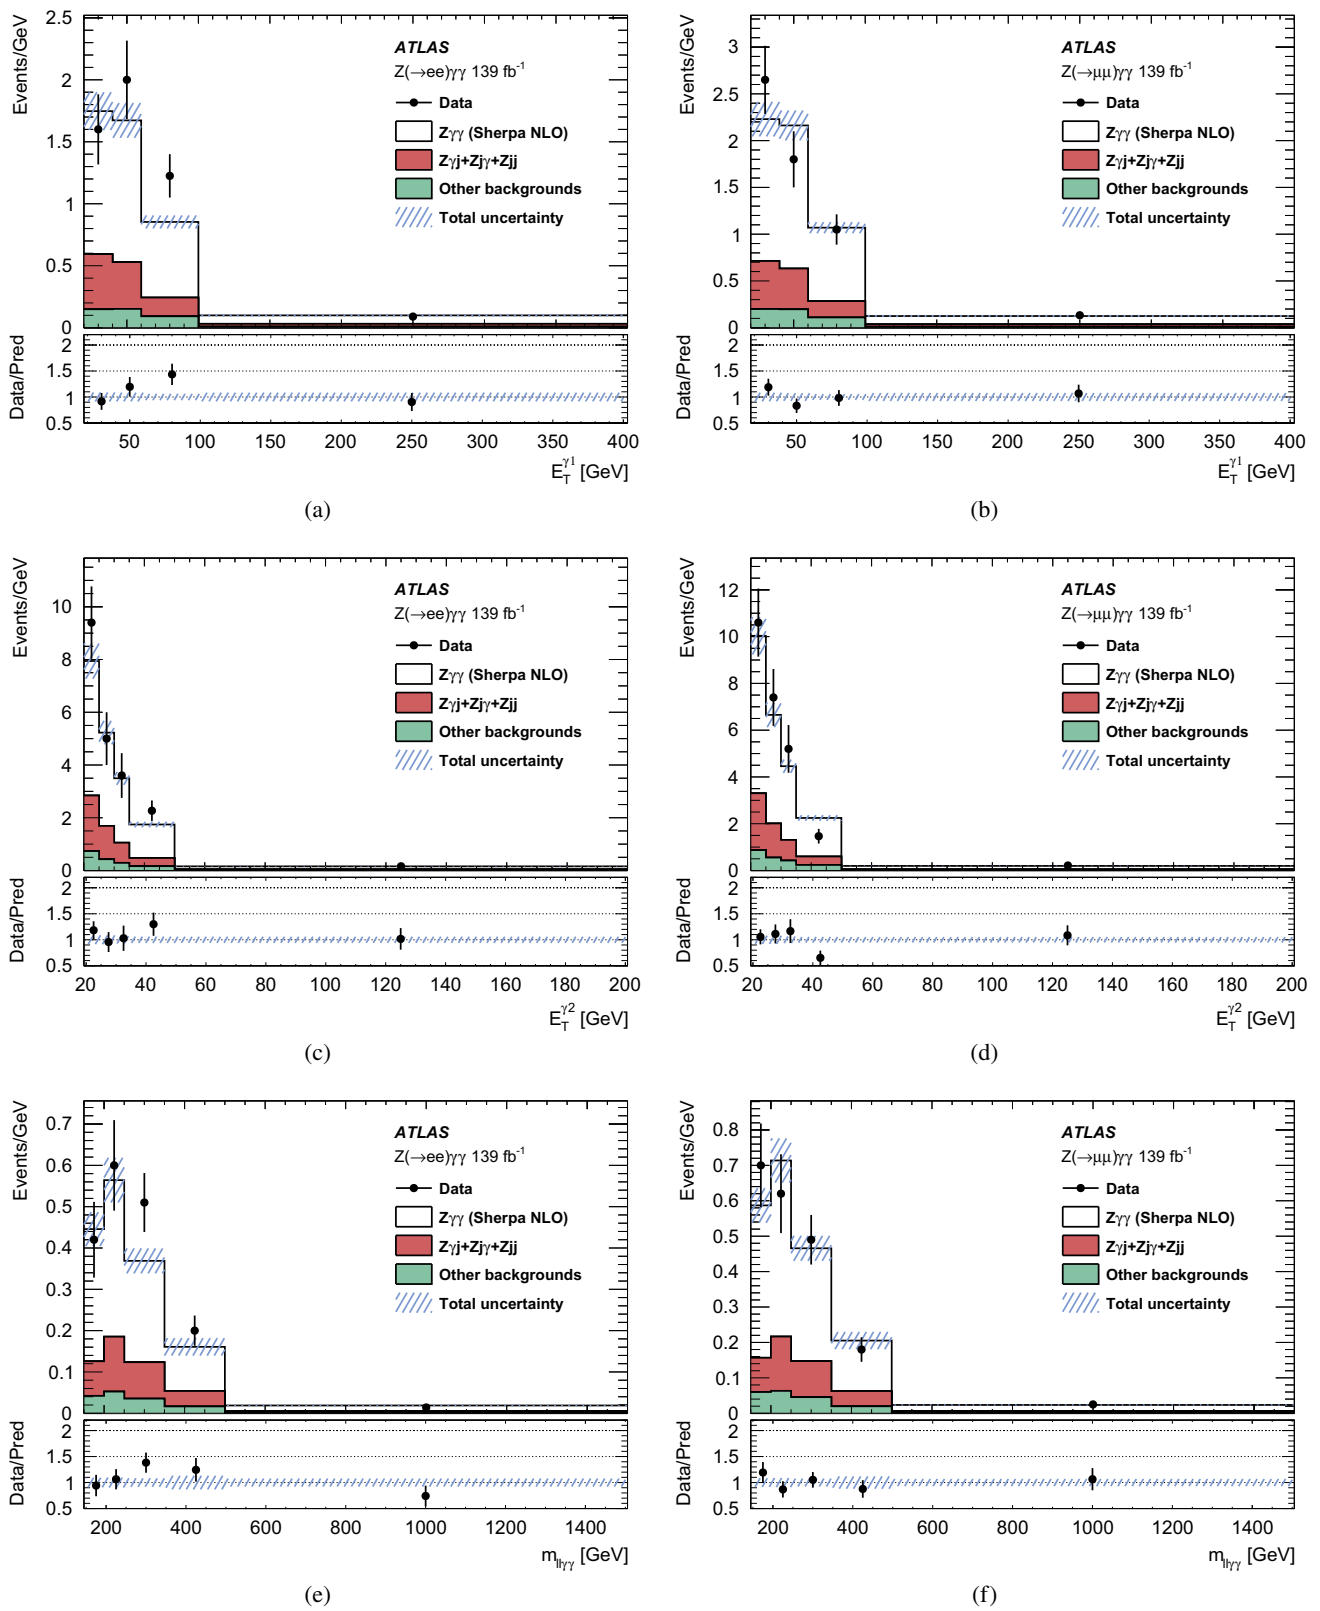 Events/GeV
2.5
2
1.5
1
0.5
0
ATLAS
Z(→ee)γγ 139 fb-1
Data
Zγγ (Sherpa NLO)
Zγj+Zjγ+Zjj
Other backgrounds
Total uncertainty
Data/Pred
2
1.5
1
0.5
50 100 150 200 250 300 350 400
E_T^γ1 [GeV]
(a)
Events/GeV
3
2.5
2
1.5
1
0.5
0
ATLAS
Z(→μμ)γγ 139 fb-1
Data
Zγγ (Sherpa NLO)
Zγj+Zjγ+Zjj
Other backgrounds
Total uncertainty
Data/Pred
2
1.5
1
0.5
50 100 150 200 250 300 350 400
E_T^γ1 [GeV]
(b)
Events/GeV
10
8
6
4
2
0
ATLAS
Z(→ee)γγ 139 fb-1
Data
Zγγ (Sherpa NLO)
Zγj+Zjγ+Zjj
Other backgrounds
Total uncertainty
Data/Pred
2
1.5
1
0.5
20 40 60 80 100 120 140 160 180 200
E_T^γ2 [GeV]
(c)
Events/GeV
12
10
8
6
4
2
0
ATLAS
Z(→μμ)γγ 139 fb-1
Data
Zγγ (Sherpa NLO)
Zγj+Zjγ+Zjj
Other backgrounds
Total uncertainty
Data/Pred
2
1.5
1
0.5
20 40 60 80 100 120 140 160 180 200
E_T^γ2 [GeV]
(d)
Events/GeV
0.7
0.6
0.5
0.4
0.3
0.2
0.1
0
ATLAS
Z(→ee)γγ 139 fb-1
Data
Zγγ (Sherpa NLO)
Zγj+Zjγ+Zjj
Other backgrounds
Total uncertainty
Data/Pred
2
1.5
1
0.5
200 400 600 800 1000 1200 1400
m_llγγ [GeV]
(e)
Events/GeV
0.8
0.7
0.6
0.5
0.4
0.3
0.2
0.1
0
ATLAS
Z(→μμ)γγ 139 fb-1
Data
Zγγ (Sherpa NLO)
Zγj+Zjγ+Zjj
Other backgrounds
Total uncertainty
Data/Pred
2
1.5
1
0.5
200 400 600 800 1000 1200 1400
m_llγγ [GeV]
(f)